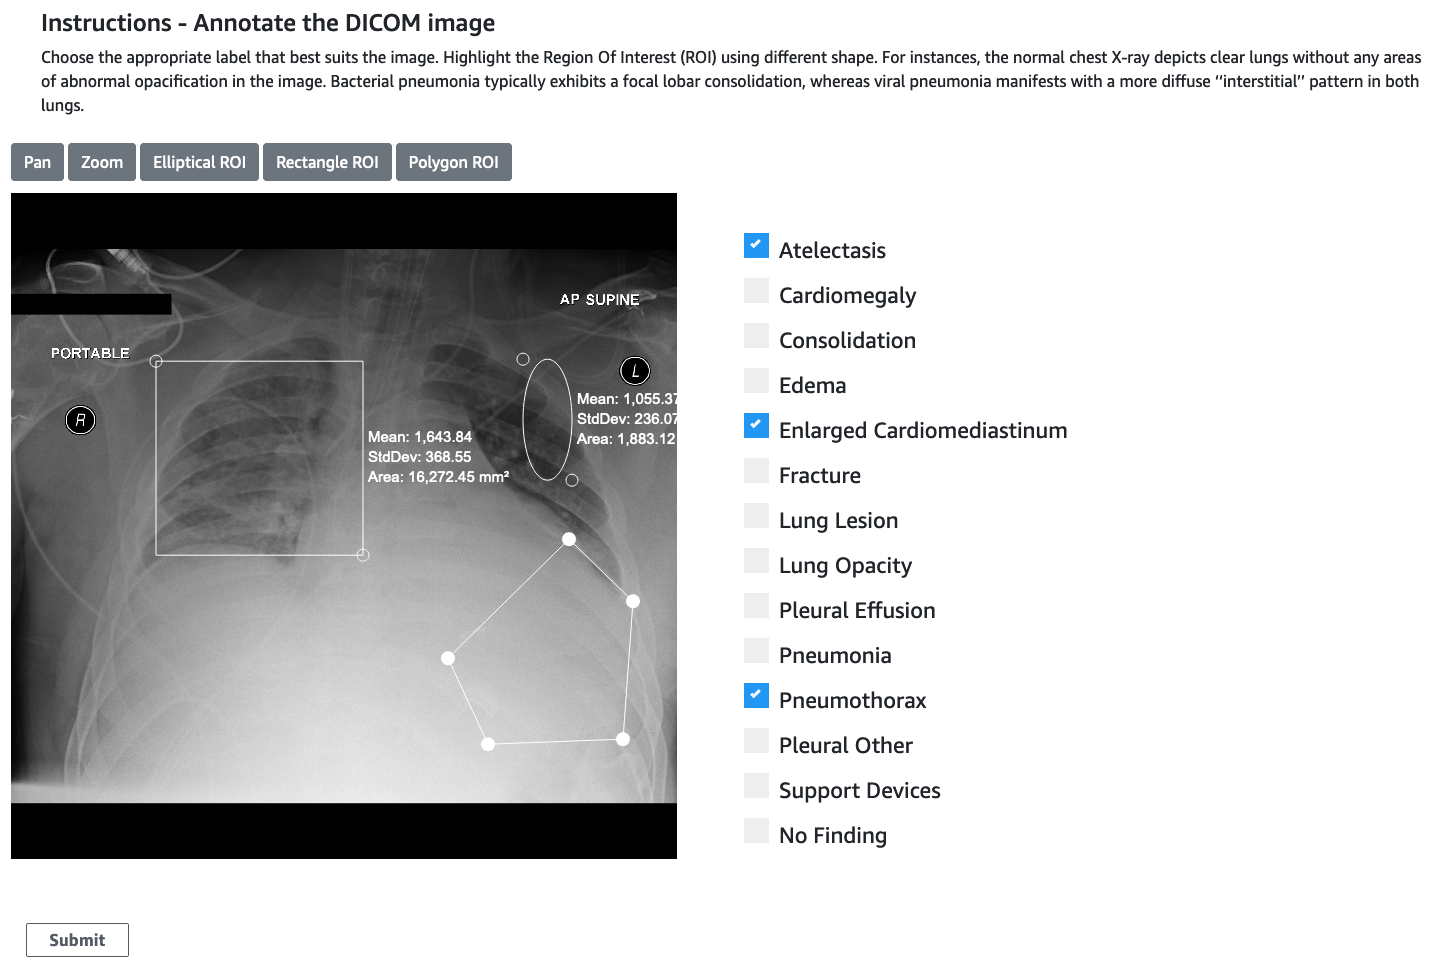 Instructions - Annotate the DICOM image
Choose the appropriate label that best suits the image. Highlight the Region Of Interest (ROI) using different shape. For instances, the normal chest X-ray depicts clear lungs without any areas
of abnormal opacification in the image. Bacterial pneumonia typically exhibits a focal lobar consolidation, whereas viral pneumonia manifests with a more diffuse “interstitial” pattern in both
lungs.
Pan Zoom Elliptical ROI Rectangle ROI Polygon ROI
AP SUPINE
PORTABLE
L
R
Mean: 1,055.37
StdDev: 236.07
Area: 1,883.12
Mean: 1,643.84
StdDev: 368.55
Area: 16,272.45 mm²
Atelectasis
Cardiomegaly
Consolidation
Edema
Enlarged Cardiomediastinum
Fracture
Lung Lesion
Lung Opacity
Pleural Effusion
Pneumonia
Pneumothorax
Pleural Other
Support Devices
No Finding
Submit